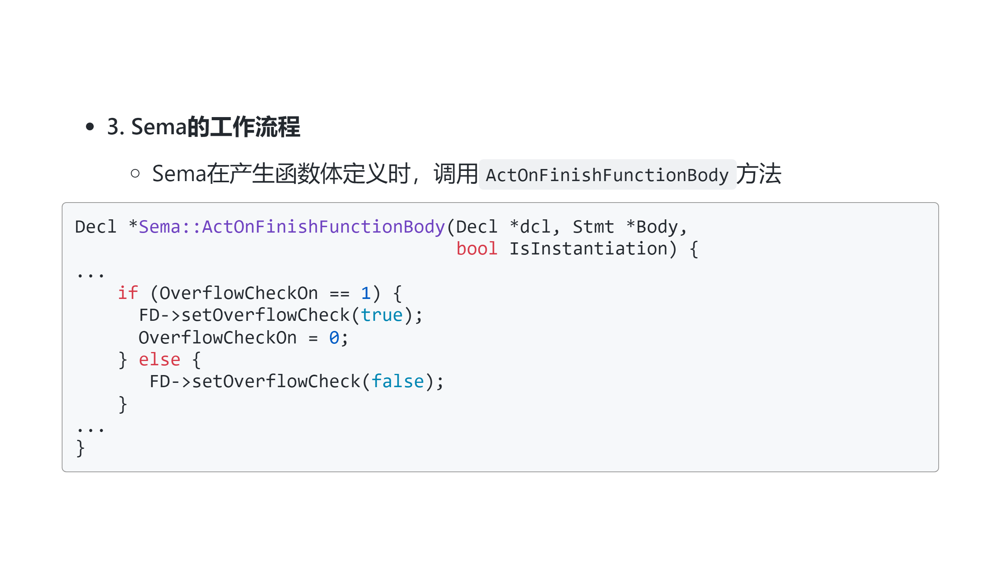 • 3. Sema的工作流程
◦ Sema在产生函数体定义时，调用 ActOnFinishFunctionBody 方法
Decl *Sema::ActOnFinishFunctionBody(Decl *dcl, Stmt *Body,
                                    bool IsInstantiation) {
...
    if (OverflowCheckOn == 1) {
      FD->setOverflowCheck(true);
      OverflowCheckOn = 0;
    } else {
       FD->setOverflowCheck(false);
    }
...
}